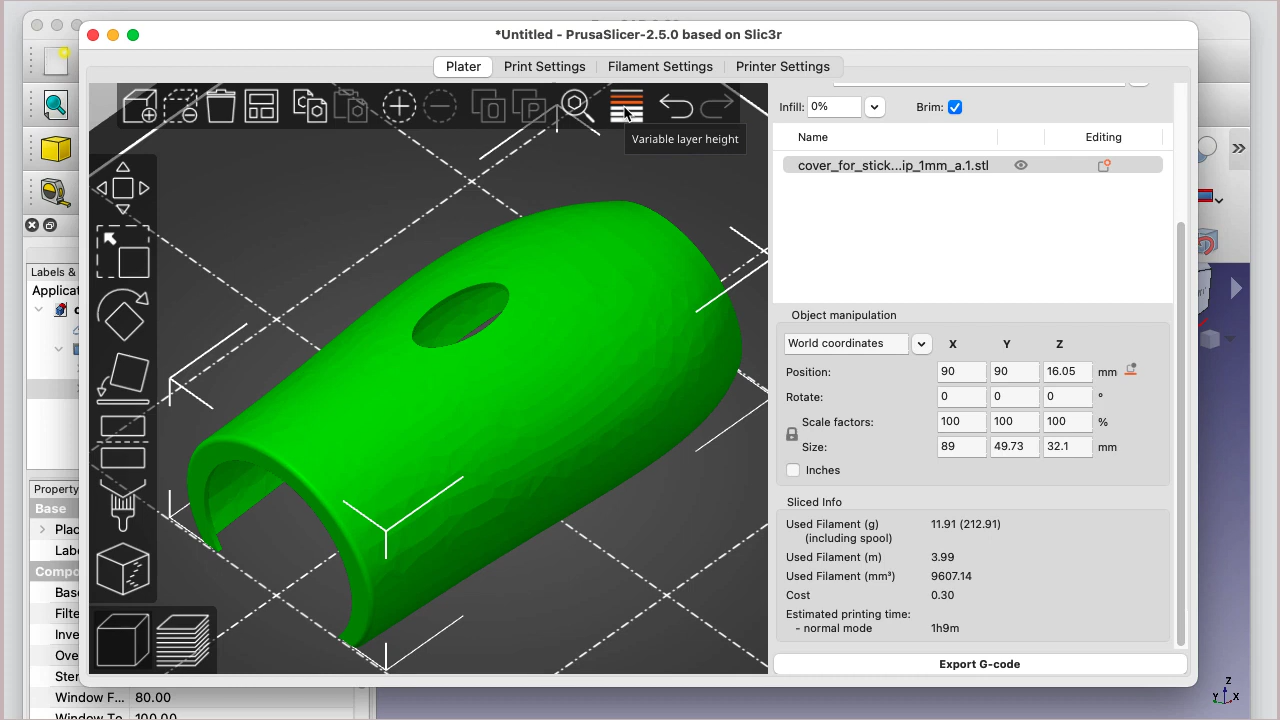 *Untitled - PrusaSlicer-2.5.0 based on Slic3r
Plater
Print Settings
Filament Settings
Printer Settings
Variable layer height
Infill:
0%
Brim:
Name
Editing
cover_for_stick...ip_1mm_a.1.stl
Object manipulation
World coordinates
X
Y
Z
Position:
90
90
16.05
mm
Rotate:
0
0
0
°
Scale factors:
100
100
100
%
Size:
89
49.73
32.1
mm
Inches
Sliced Info
Used Filament (g)
11.91 (212.91)
(including spool)
Used Filament (m)
3.99
Used Filament (mm³)
9607.14
Cost
0.30
Estimated printing time:
- normal mode
1h9m
Export G-code
Labels &
Applicat
Property
Base
Plac
Labe
Compo
Base
Filte
Inve
Ove
Ster
Window F...
80.00
Window To
100.00
Z
Y
X